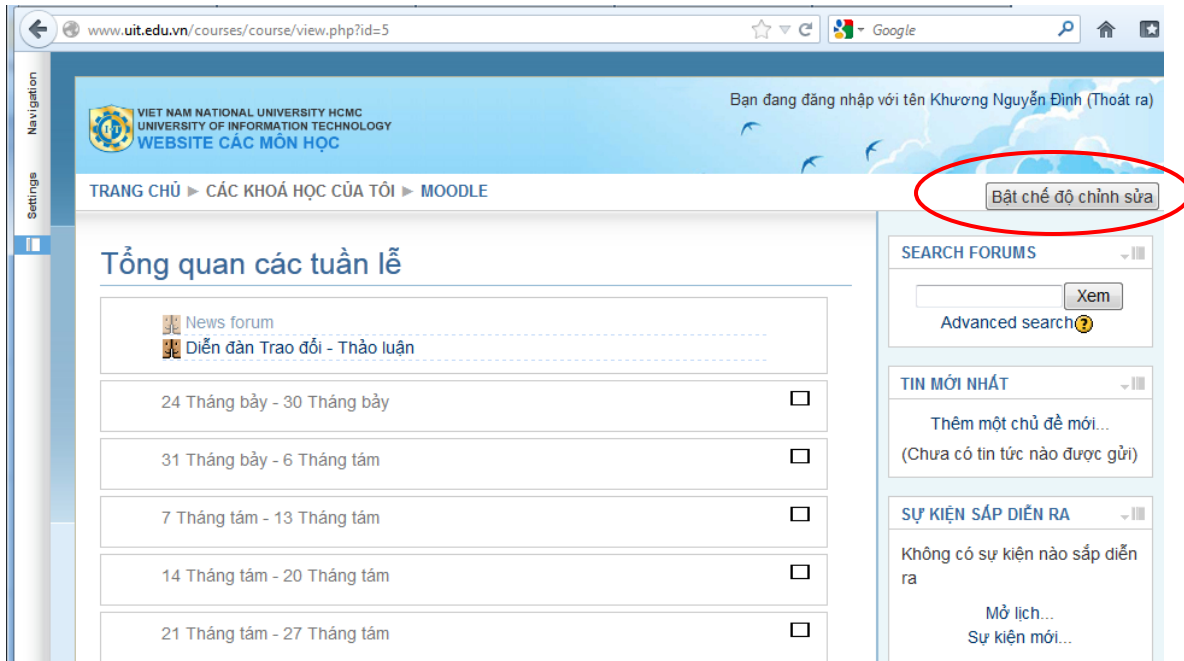 www.uit.edu.vn/courses/course/view.php?id=5
Google
Navigation
Settings
Bạn đang đăng nhập với tên Khương Nguyễn Đình (Thoát ra)
VIET NAM NATIONAL UNIVERSITY HCMC
UNIVERSITY OF INFORMATION TECHNOLOGY
WEBSITE CÁC MÔN HỌC
TRANG CHỦ ► CÁC KHOÁ HỌC CỦA TÔI ► MOODLE
Bật chế độ chỉnh sửa
Tổng quan các tuần lễ
News forum
Diễn đàn Trao đổi - Thảo luận
24 Tháng bảy - 30 Tháng bảy
31 Tháng bảy - 6 Tháng tám
7 Tháng tám - 13 Tháng tám
14 Tháng tám - 20 Tháng tám
21 Tháng tám - 27 Tháng tám
SEARCH FORUMS
Xem
Advanced search
TIN MỚI NHẤT
Thêm một chủ đề mới...
(Chưa có tin tức nào được gửi)
SỰ KIỆN SẮP DIỄN RA
Không có sự kiện nào sắp diễn
ra
Mở lịch...
Sự kiện mới...